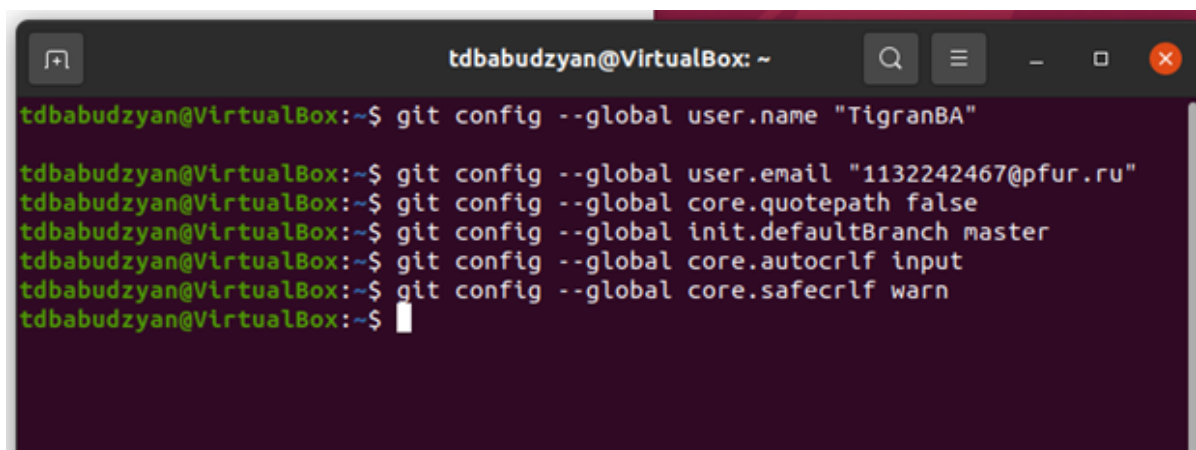 tdbabudzyan@VirtualBox: ~
tdbabudzyan@VirtualBox:~$ git config --global user.name "TigranBA"
tdbabudzyan@VirtualBox:~$ git config --global user.email "1132242467@pfur.ru"
tdbabudzyan@VirtualBox:~$ git config --global core.quotepath false
tdbabudzyan@VirtualBox:~$ git config --global init.defaultBranch master
tdbabudzyan@VirtualBox:~$ git config --global core.autocrlf input
tdbabudzyan@VirtualBox:~$ git config --global core.safecrlf warn
tdbabudzyan@VirtualBox:~$